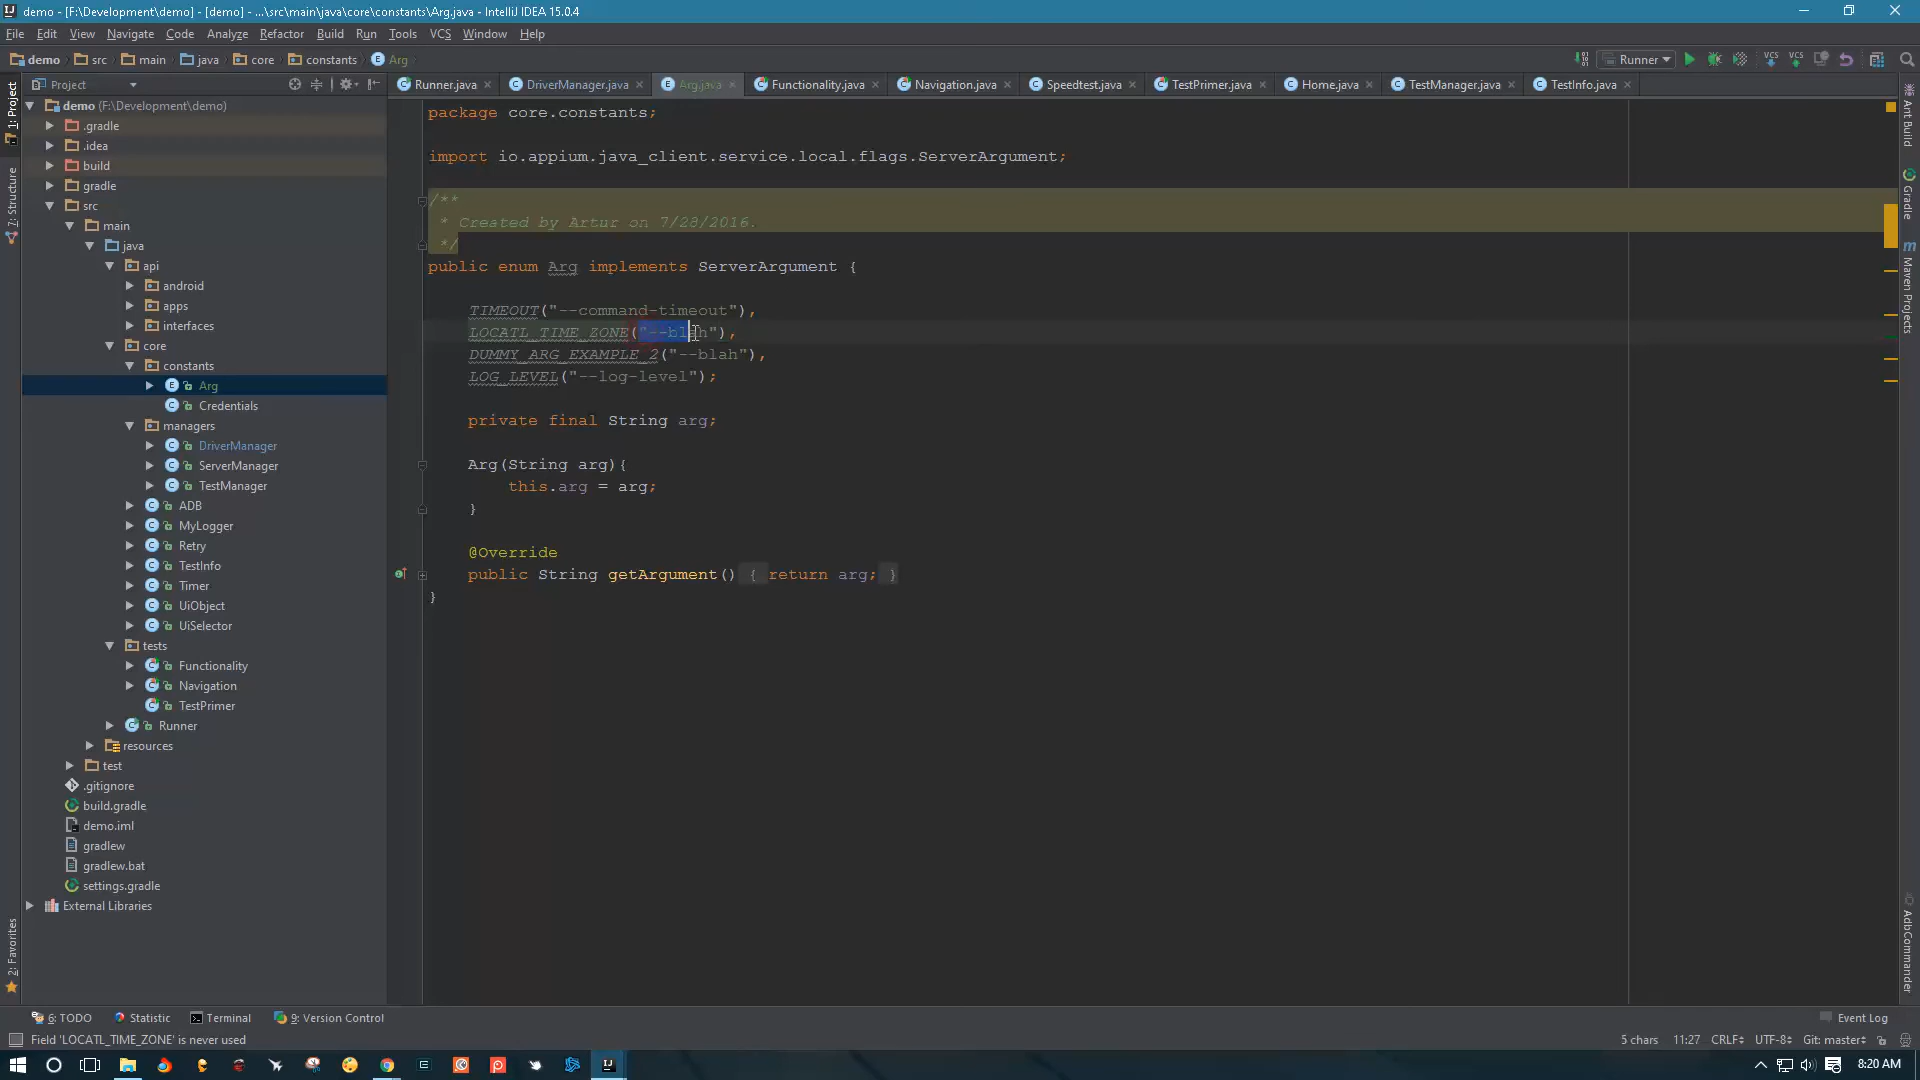 demo - [F:\Development\demo] - [demo] - ...\src\main\java\core\constants\Arg.java - IntelliJ IDEA 15.0.4
File Edit View Navigate Code Analyze Refactor Build Run Tools VCS Window Help
demo src main java core constants Arg Runner
Project Runner.java DriverManager.java Arg.java Functionality.java Navigation.java Speedtest.java TestPrimer.java Home.java TestManager.java TestInfo.java
1: Project
7: Structure
2: Favorites
demo (F:\Development\demo)
.gradle
.idea
build
gradle
src
main
java
api
android
apps
interfaces
core
constants
Arg
Credentials
managers
DriverManager
ServerManager
TestManager
ADB
MyLogger
Retry
TestInfo
Timer
UiObject
UiSelector
tests
Functionality
Navigation
TestPrimer
Runner
resources
test
.gitignore
build.gradle
demo.iml
gradlew
gradlew.bat
settings.gradle
External Libraries
package core.constants;
import io.appium.java_client.service.local.flags.ServerArgument;
/**
* Created by Artur on 7/28/2016.
*/
public enum Arg implements ServerArgument {
TIMEOUT("--command-timeout"),
LOCATL_TIME_ZONE("--blah"),
DUMMY_ARG_EXAMPLE_2("--blah"),
LOG_LEVEL("--log-level");
private final String arg;
Arg(String arg){
this.arg = arg;
}
@Override
public String getArgument() { return arg; }
}
Ant Build
Gradle
Maven Projects
AdbCommander
6: TODO Statistic Terminal 9: Version Control Event Log
Field 'LOCATL_TIME_ZONE' is never used 5 chars 11:27 CRLF UTF-8 Git: master
8:20 AM